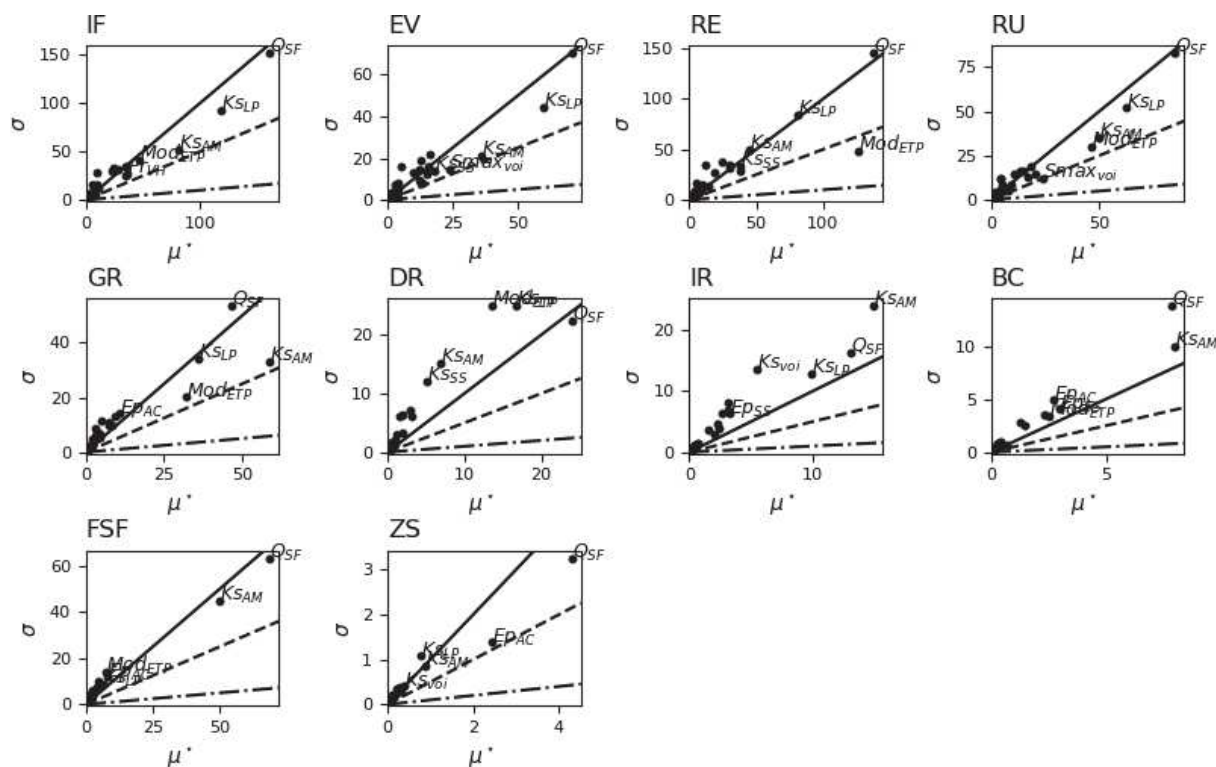 IF
EV
RE
RU
150
100
50
0
σ
Q_SF
Ks_LP
Ks_AM
Mod_ETP
0
100
μ*
60
40
20
0
σ
Q_SF
Ks_LP
Ks_AM
Smax_voi
Ks_SS
0
25
50
μ*
150
100
50
0
σ
Q_SF
Ks_LP
Ks_AM
Mod_ETP
Ks_SS
0
50
100
μ*
75
50
25
0
σ
Q_SF
Ks_LP
Ks_AM
Mod_ETP
Smax_voi
0
50
μ*
GR
DR
IR
BC
40
20
0
σ
Q_SF
Ks_LP
Ks_AM
Mod_ETP
Ep_AC
0
25
50
μ*
20
10
0
σ
Q_SF
Ks_AM
Ks_SS
0
10
20
μ*
20
10
0
σ
Ks_AM
Q_SF
Ks_voi
Ks_LP
Ep_SS
0
10
μ*
10
5
0
σ
Q_SF
Ks_AM
Ep_AC
0
5
μ*
FSF
ZS
60
40
20
0
σ
Q_SF
Ks_AM
Mod_ETP
0
25
50
μ*
3
2
1
0
σ
Q_SF
Ep_AC
Ks_LP
Ks_AM
Ks_voi
0
2
4
μ*